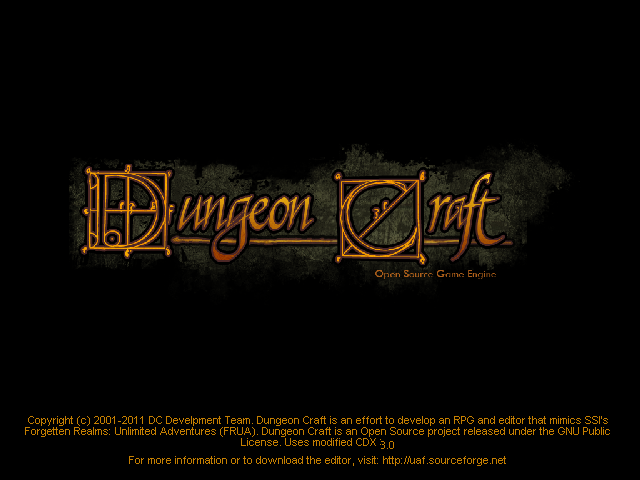 Dungeon Craft
Open Source Game Engine
Copyright (c) 2001-2011 DC Develpment Team. Dungeon Craft is an effort to develop an RPG and editor that mimics SSI's
Forgetten Realms: Unlimited Adventures (FRUA). Dungeon Craft is an Open Source project released under the GNU Public
License. Uses modified CDX 3.0
For more information or to download the editor, visit: http://uaf.sourceforge.net